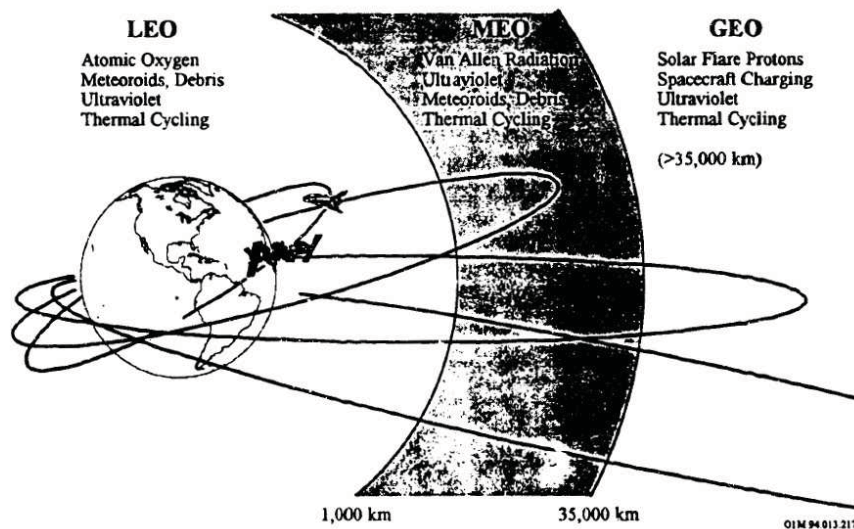 LEO
Atomic Oxygen
Meteoroids, Debris
Ultraviolet
Thermal Cycling
MEO
Van Allen Radiation
Ultraviolet
Meteoroids, Debris
Thermal Cycling
GEO
Solar Flare Protons
Spacecraft Charging
Ultraviolet
Thermal Cycling
(>35,000 km)
1,000 km
35,000 km